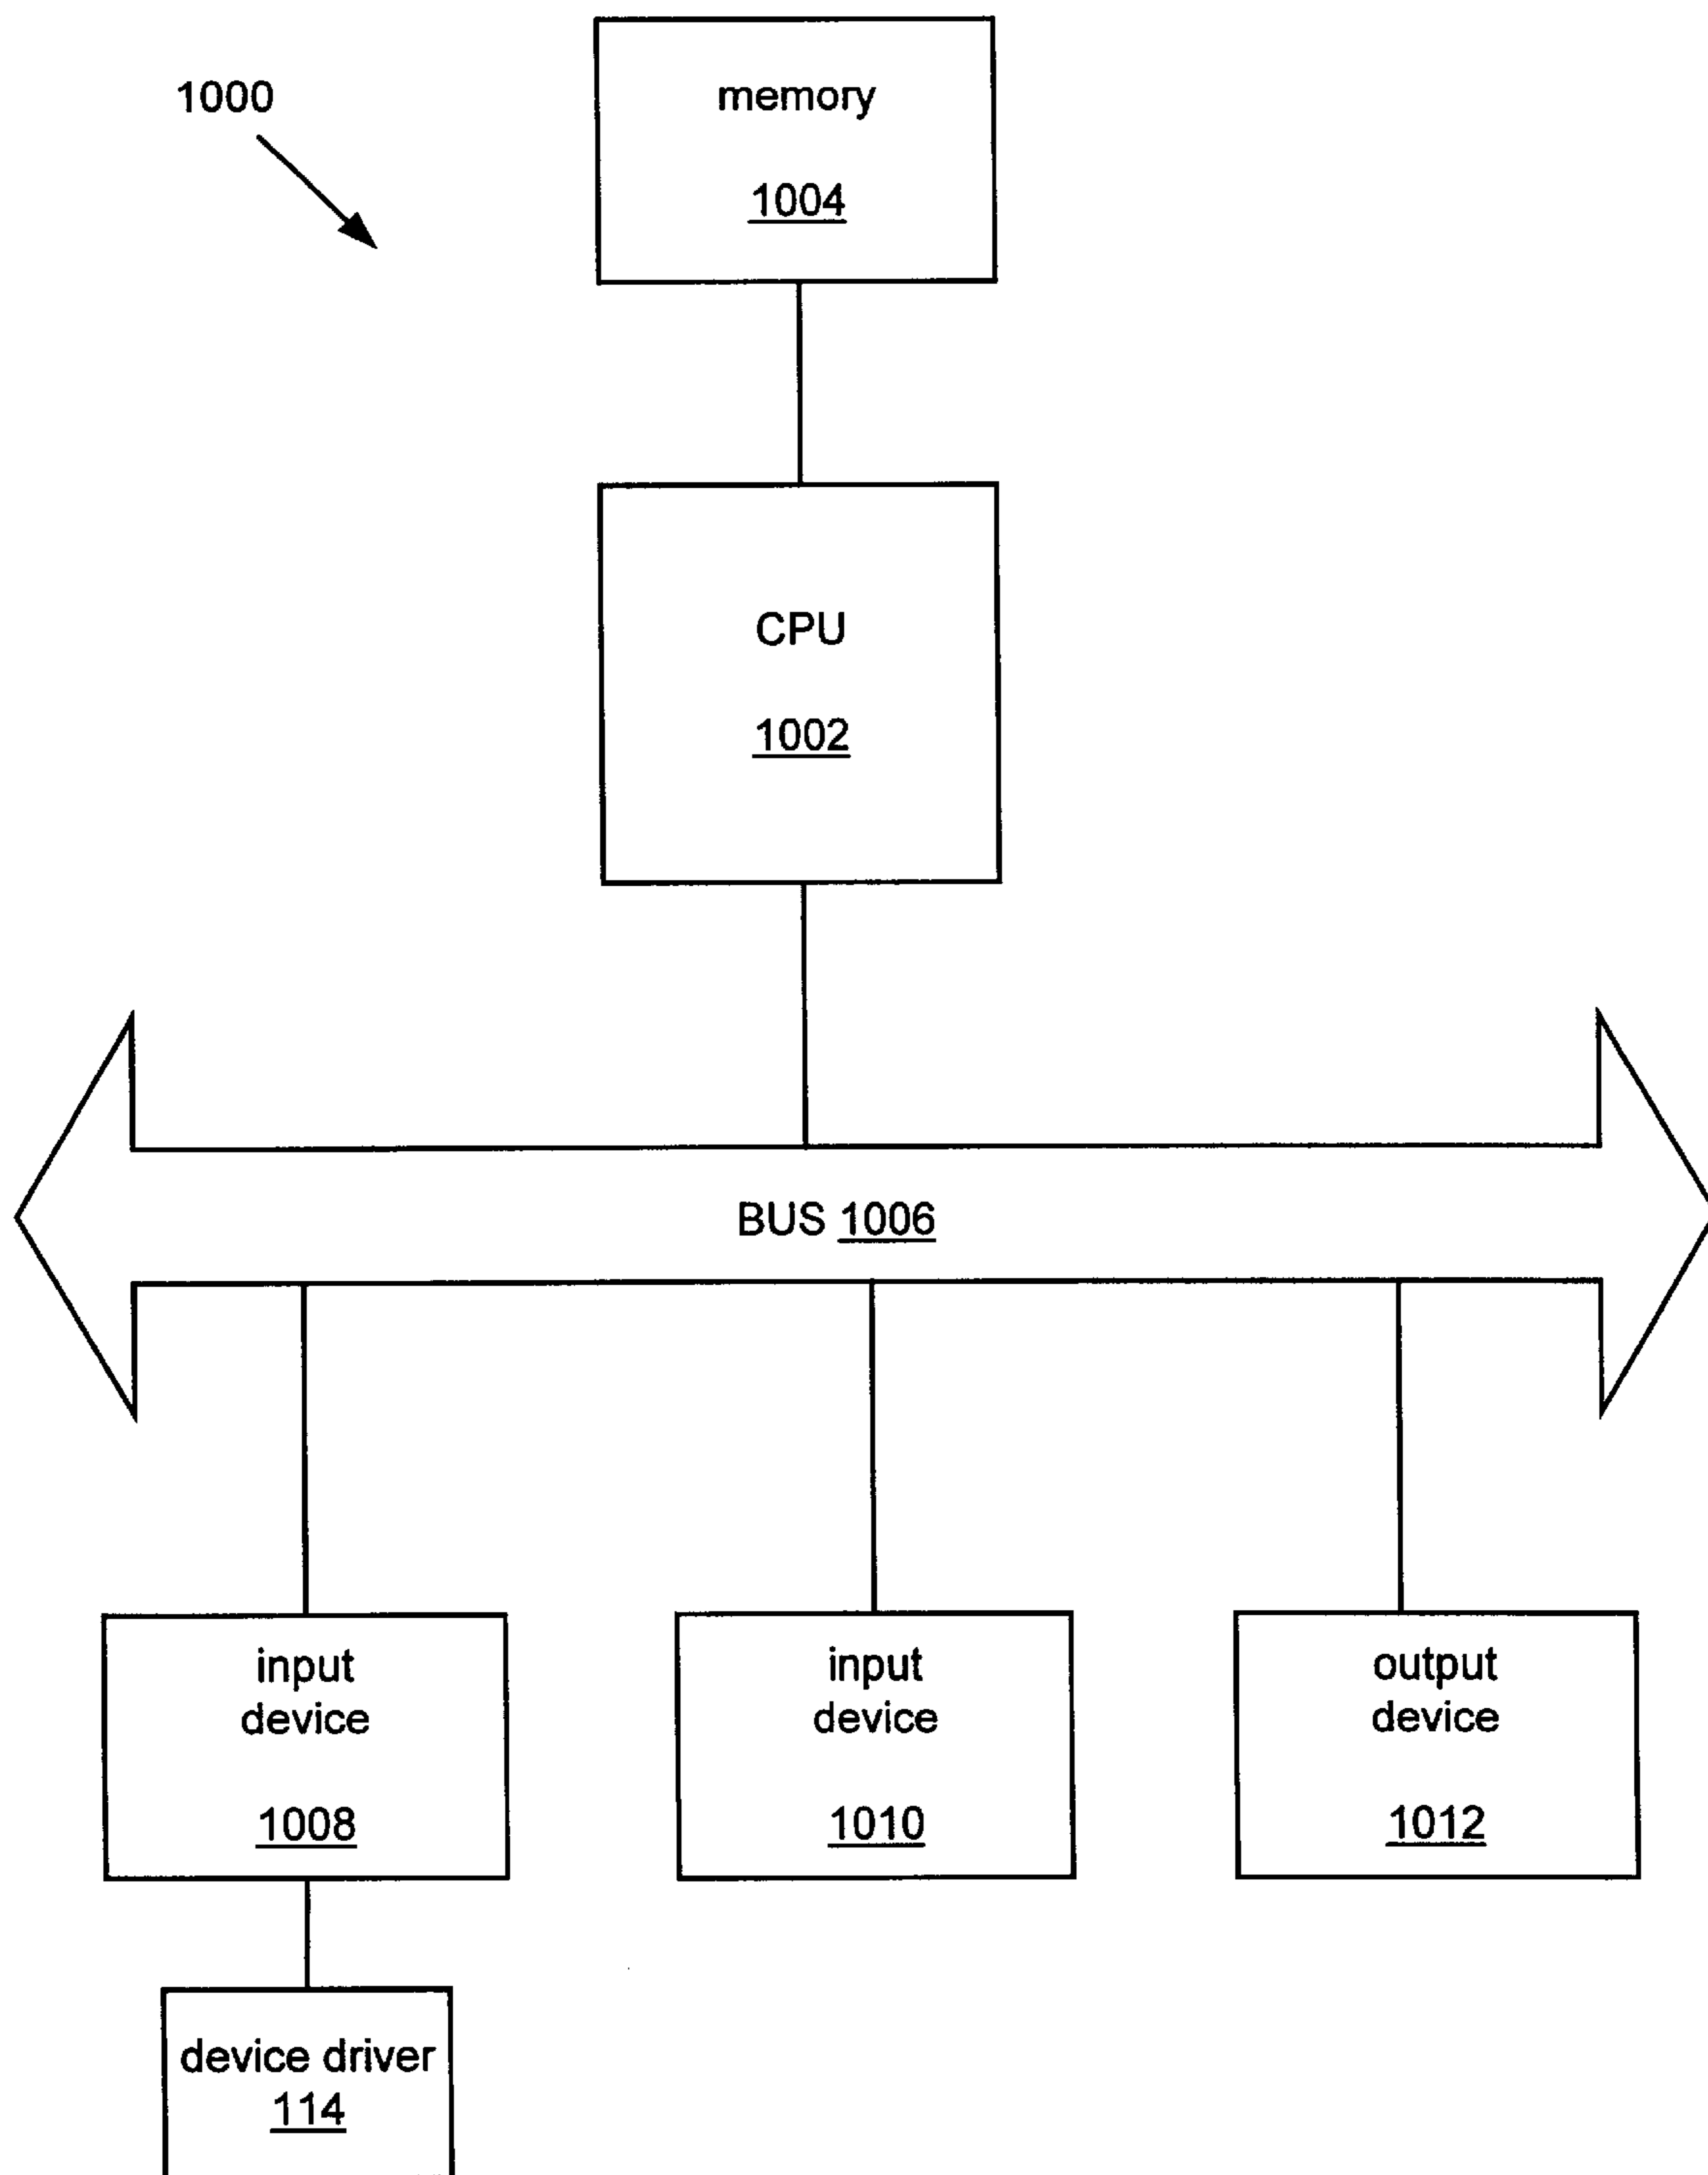 1000
memory
1004
CPU
1002
BUS 1006
input
device
1008
input
device
1010
output
device
1012
device driver
114